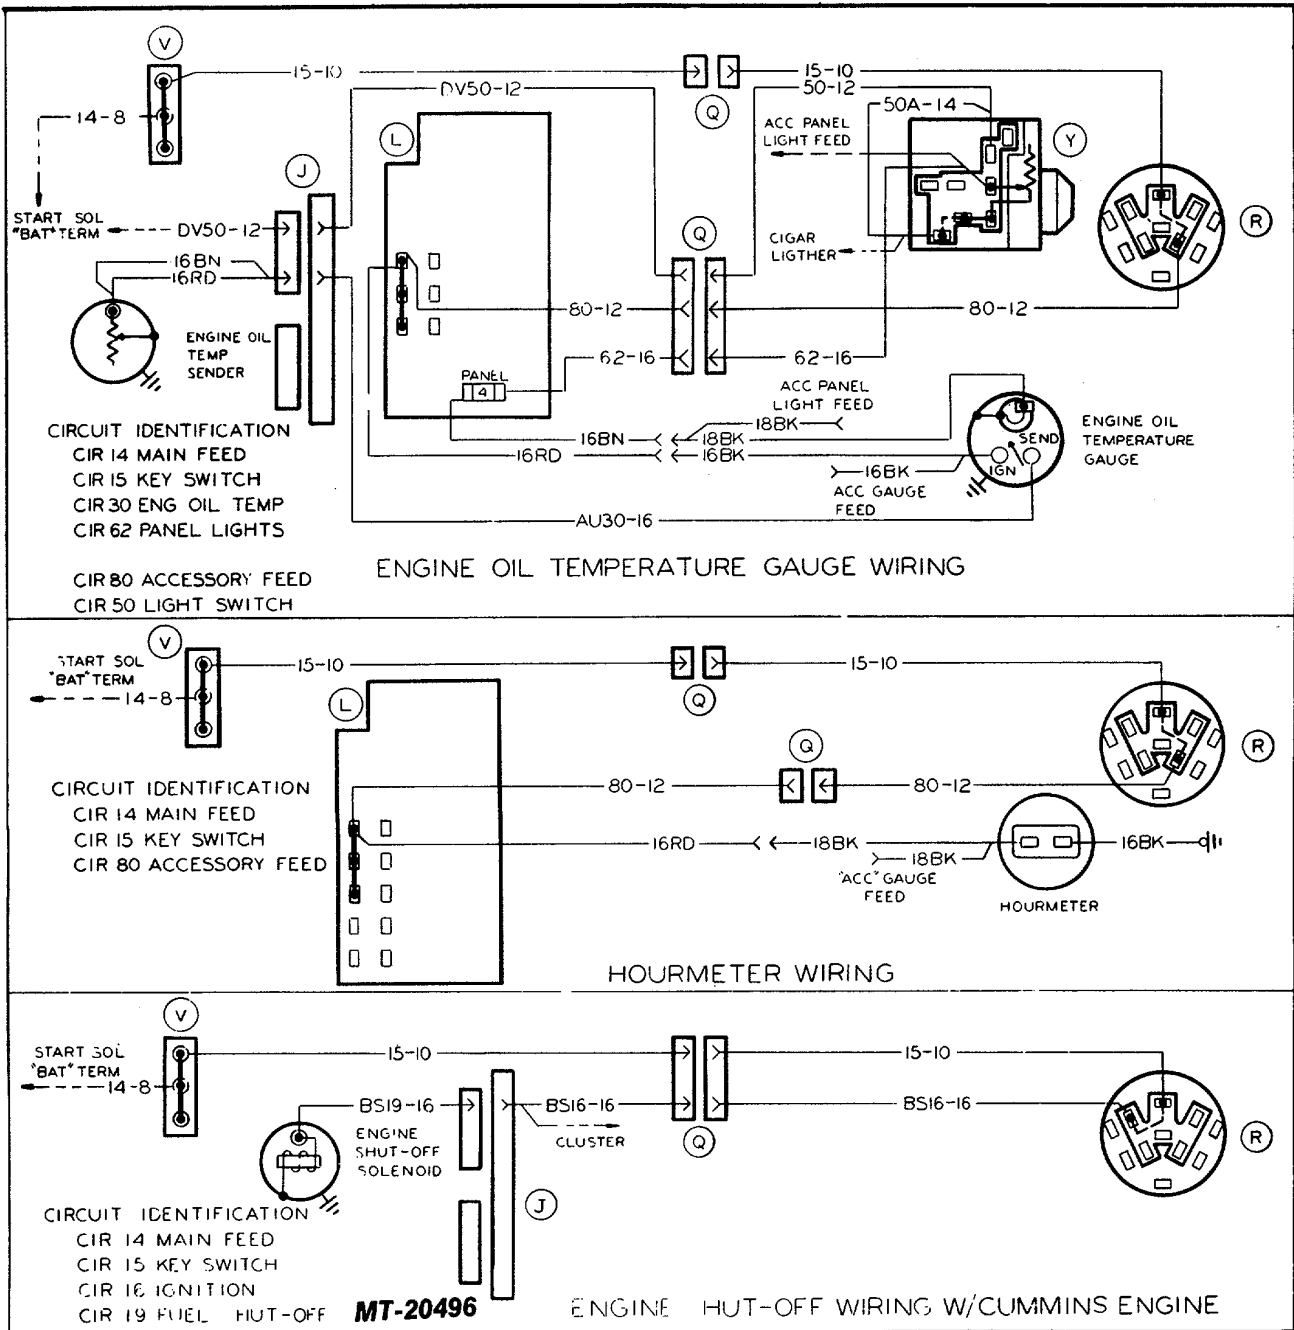 V
15-10
DV50-12
14-8
L
J
START SOL
"BAT" TERM
DV50-12
16BN
16RD
ENGINE OIL
TEMP
SENDER
Q
15-10
50-12
50A-14
ACC PANEL
LIGHT FEED
Y
R
CIGAR
LIGTHER
Q
80-12
80-12
62-16
62-16
PANEL
4
ACC PANEL
LIGHT FEED
18BK
16BN
18BK
16RD
16BK
16BK
ACC GAUGE
FEED
SEND
IGN
ENGINE OIL
TEMPERATURE
GAUGE
AU30-16
CIRCUIT IDENTIFICATION
CIR 14 MAIN FEED
CIR 15 KEY SWITCH
CIR 30 ENG OIL TEMP
CIR 62 PANEL LIGHTS
CIR 80 ACCESSORY FEED
CIR 50 LIGHT SWITCH
ENGINE OIL TEMPERATURE GAUGE WIRING
V
START SOL
"BAT" TERM
14-8
15-10
Q
15-10
L
R
Q
80-12
80-12
16RD
18BK
18BK
"ACC" GAUGE
FEED
16BK
HOURMETER
CIRCUIT IDENTIFICATION
CIR 14 MAIN FEED
CIR 15 KEY SWITCH
CIR 80 ACCESSORY FEED
HOURMETER WIRING
V
START SOL
"BAT" TERM
14-8
15-10
15-10
BS19-16
ENGINE
SHUT-OFF
SOLENOID
BS16-16
CLUSTER
Q
BS16-16
R
J
CIRCUIT IDENTIFICATION
CIR 14 MAIN FEED
CIR 15 KEY SWITCH
CIR 16 IGNITION
CIR 19 FUEL HUT-OFF
MT-20496
ENGINE HUT-OFF WIRING W/CUMMINS ENGINE